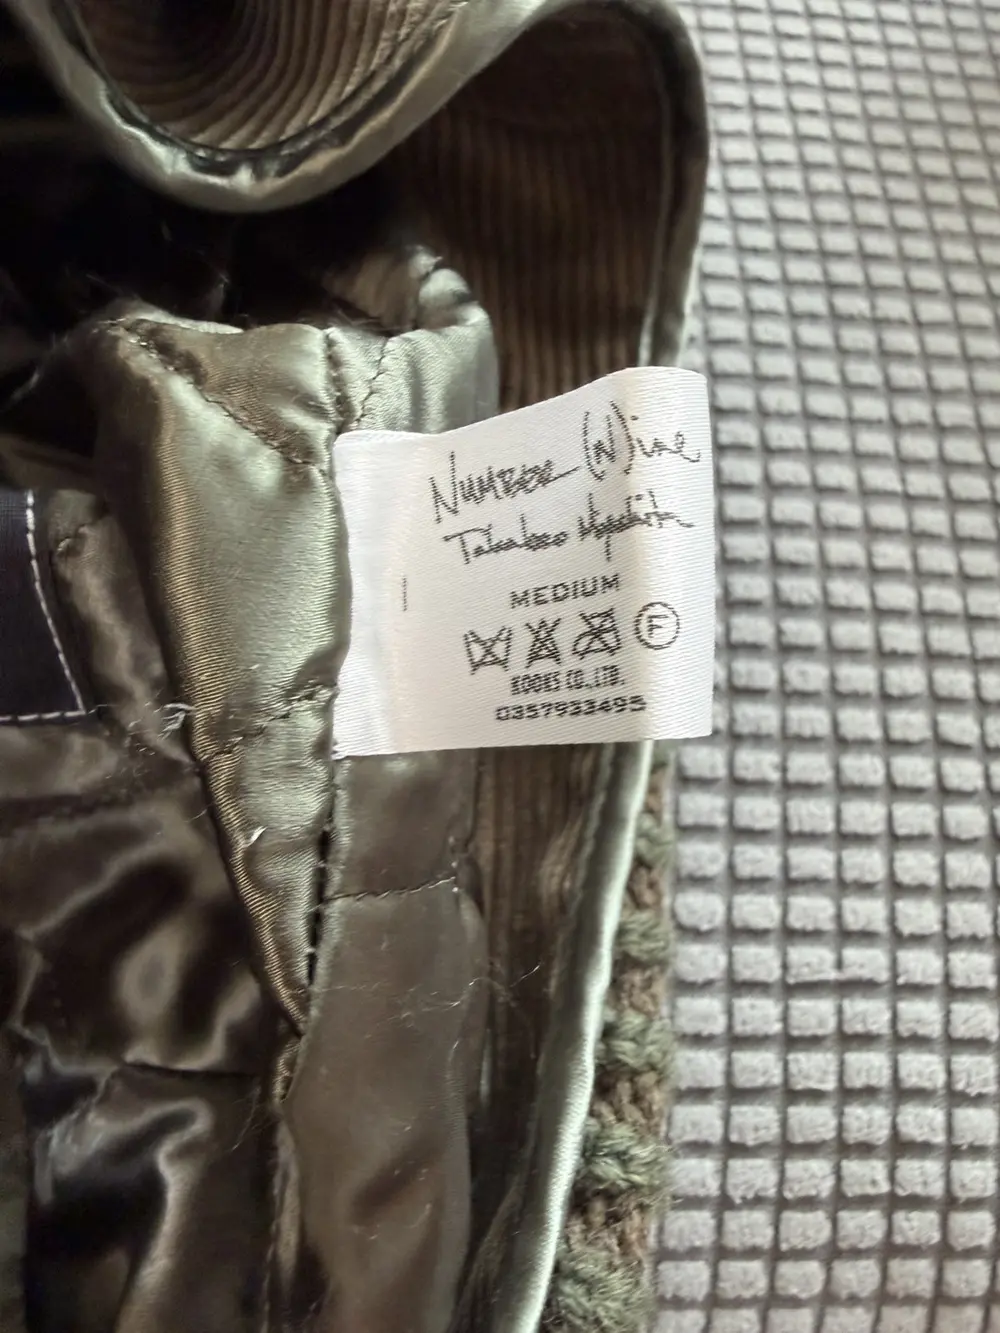 NUMBER (N)ine
Takahiro Miyashita
MEDIUM
F
KOOKS CO.,LTD.
0357933495